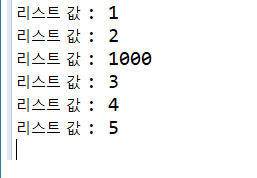 리스트 값 : 1
리스트 값 : 2
리스트 값 : 1000
리스트 값 : 3
리스트 값 : 4
리스트 값 : 5